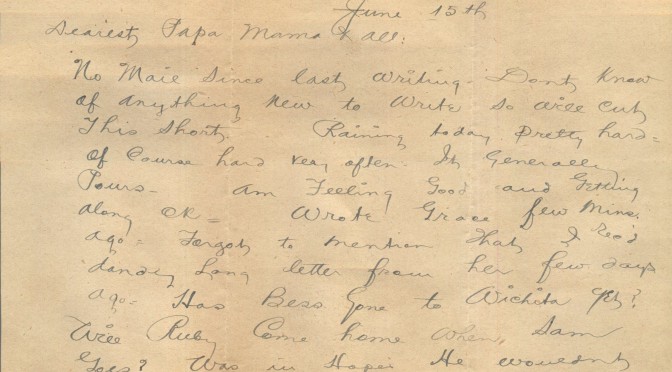 June 15th
Dearest Papa Mama & All:
No Mail Since last writing. Don't Know
of Anything New to Write so will cut
This Short. Raining today Pretty hard=
Of Course hard very often. It Generally
Pours= Am Feeling Good and Getting
along OK= Wrote Grace few Mins.
ago= Forgot to mention That I Rec'd
dandy Long letter from her few days
ago= Has Bess Gone to Wichita yet?
Will Ruby Come home when, Sam
Goes? Was in Hopes He wouldn't